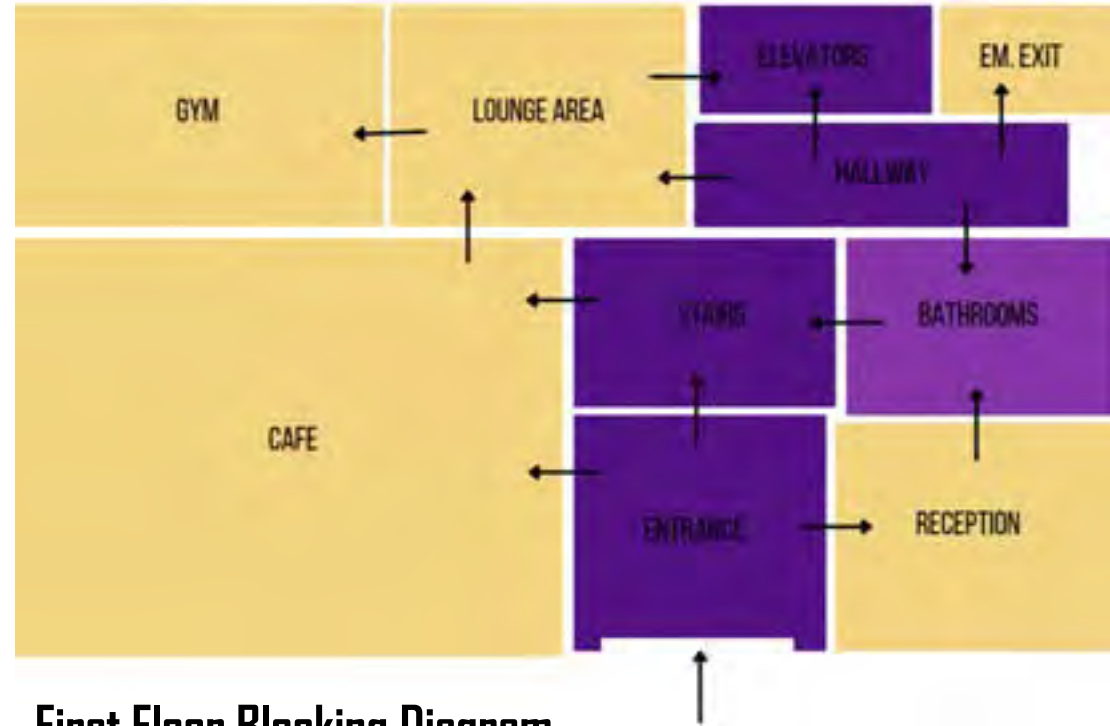 ELEVATORS
EM. EXIT
GYM
LOUNGE AREA
HALLWAY
STAIRS
BATHROOMS
CAFE
ENTRANCE
RECEPTION
First Floor Blocking Diagram